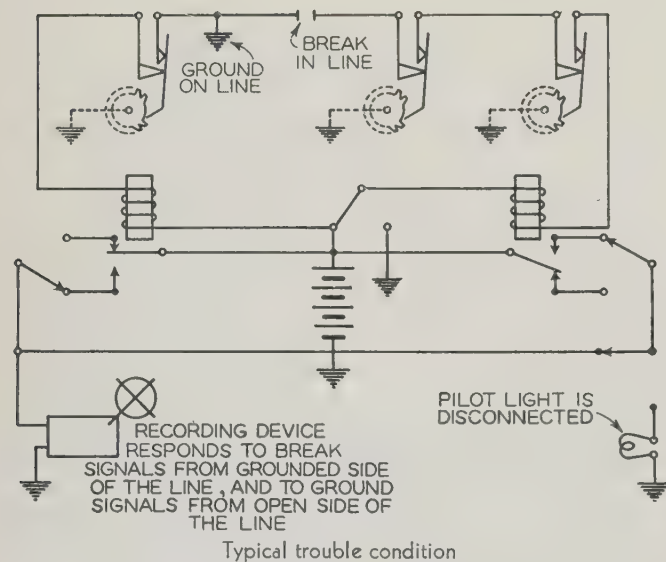 GROUND
ON LINE
BREAK
IN LINE
PILOT LIGHT IS
DISCONNECTED
RECORDING DEVICE
RESPONDS TO BREAK
SIGNALS FROM GROUNDED SIDE
OF THE LINE, AND TO GROUND
SIGNALS FROM OPEN SIDE OF
THE LINE
Typical trouble condition